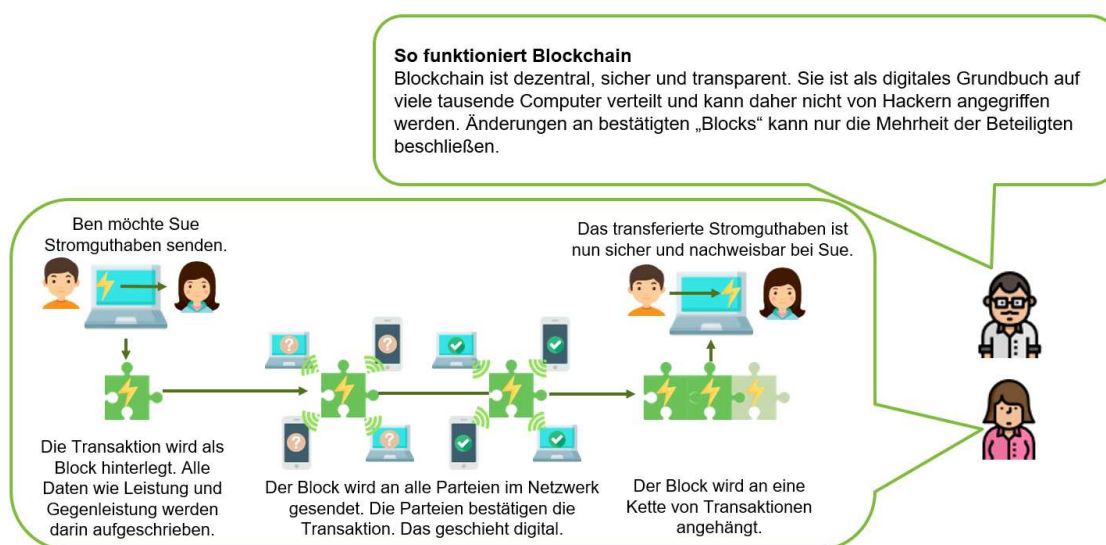 So funktioniert Blockchain
Blockchain ist dezentral, sicher und transparent. Sie ist als digitales Grundbuch auf
viele tausende Computer verteilt und kann daher nicht von Hackern angegriffen
werden. Änderungen an bestätigten „Blocks“ kann nur die Mehrheit der Beteiligten
beschließen.
Ben möchte Sue
Stromguthaben senden.
Das transferierte Stromguthaben ist
nun sicher und nachweisbar bei Sue.
Die Transaktion wird als
Block hinterlegt. Alle
Daten wie Leistung und
Gegenleistung werden
darin aufgeschrieben.
Der Block wird an alle Parteien im Netzwerk
gesendet. Die Parteien bestätigen die
Transaktion. Das geschieht digital.
Der Block wird an eine
Kette von Transaktionen
angehängt.